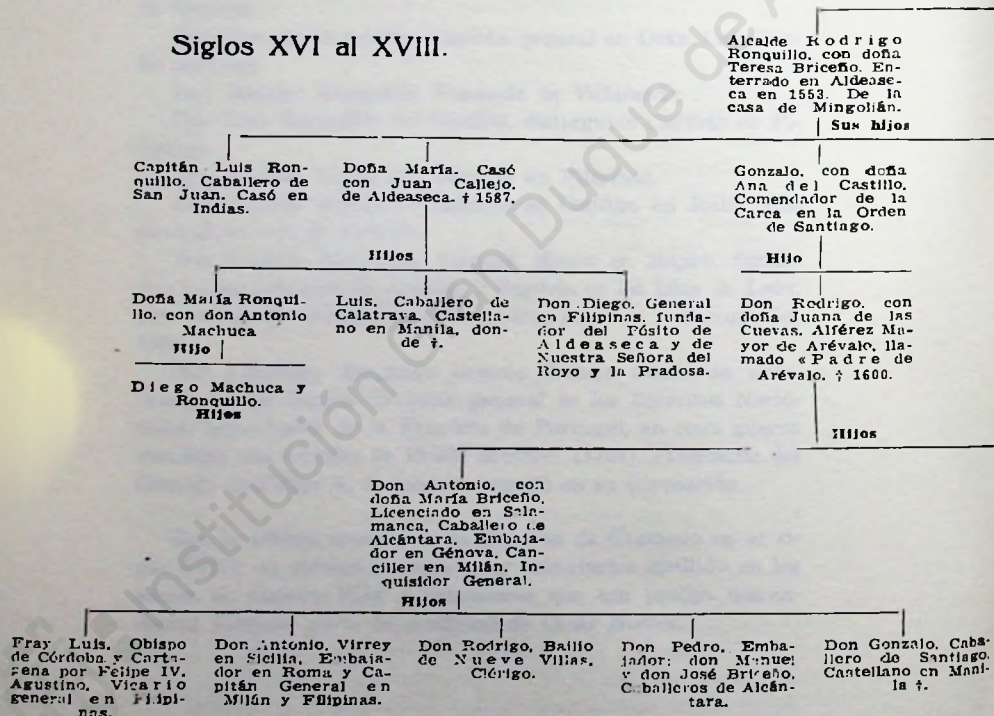 Siglos XVI al XVIII.
Alcalde Rodrigo
Ronquillo, con doña
Teresa Briceño. En-
terrado en Aldease-
ca en 1553. De la
casa de Mingolián.
Sus hijos
Capitán Luis Ron-
quillo. Caballero de
San Juan. Casó en
Indias.
Doña María. Casó
con Juan Callejo,
de Aldeaseca. † 1587.
Hijos
Gonzalo, con doña
Ana del Castillo,
Comendador de la
Carca en la Orden
de Santiago.
Hijo
Doña María Ronqui-
llo, con don Antonio
Machuca
Hijo
Luis. Caballero de
Calatrava. Castella-
no en Manila, don-
de †.
Don Diego. General
en Filipinas, funda-
dor del Pósito de
Aldeaseca y de
Nuestra Señora del
Royo y la Pradosa.
Don Rodrigo, con
doña Juana de las
Cuevas. Alférez Ma-
yor de Arévalo, lla-
mado «Padre de
Arévalo. † 1600.
Diego Machuca y
Ronquillo.
Hijos
Hijos
Don Antonio, con
doña María Briceño,
Licenciado en Sala-
manca, Caballero de
Alcántara, Embaja-
dor en Génova, Can-
ciller en Milán. In-
quisidor General.
Hijos
Fray Luis, Obispo
de Córdoba y Carta-
gena por Felipe IV.
Agustino, Vicario
general en Filipi-
nas.
Don Antonio. Virrey
en Sicilia, Embaja-
dor en Roma y Ca-
pitán General en
Milán y Filipinas.
Don Rodrigo, Bailio
de Nueve Villas.
Clérigo.
Don Pedro, Emba-
jador; don Manuel
y don José Briceño,
Caballeros de Alcán-
tara.
Don Gonzalo, Caba-
llero de Santiago.
Castellano en Mani-
la †.
Institución Gran Duque de A